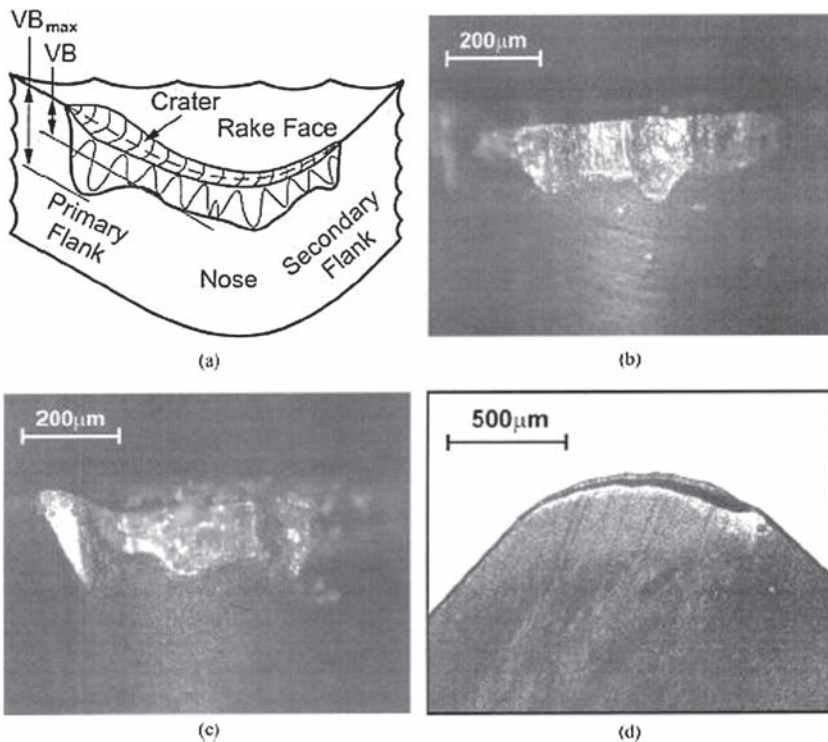 VBmax
VB
Crater
Rake Face
Primary
Flank
Nose
Secondary
Flank
(a)
200μm
(b)
200μm
(c)
500μm
(d)